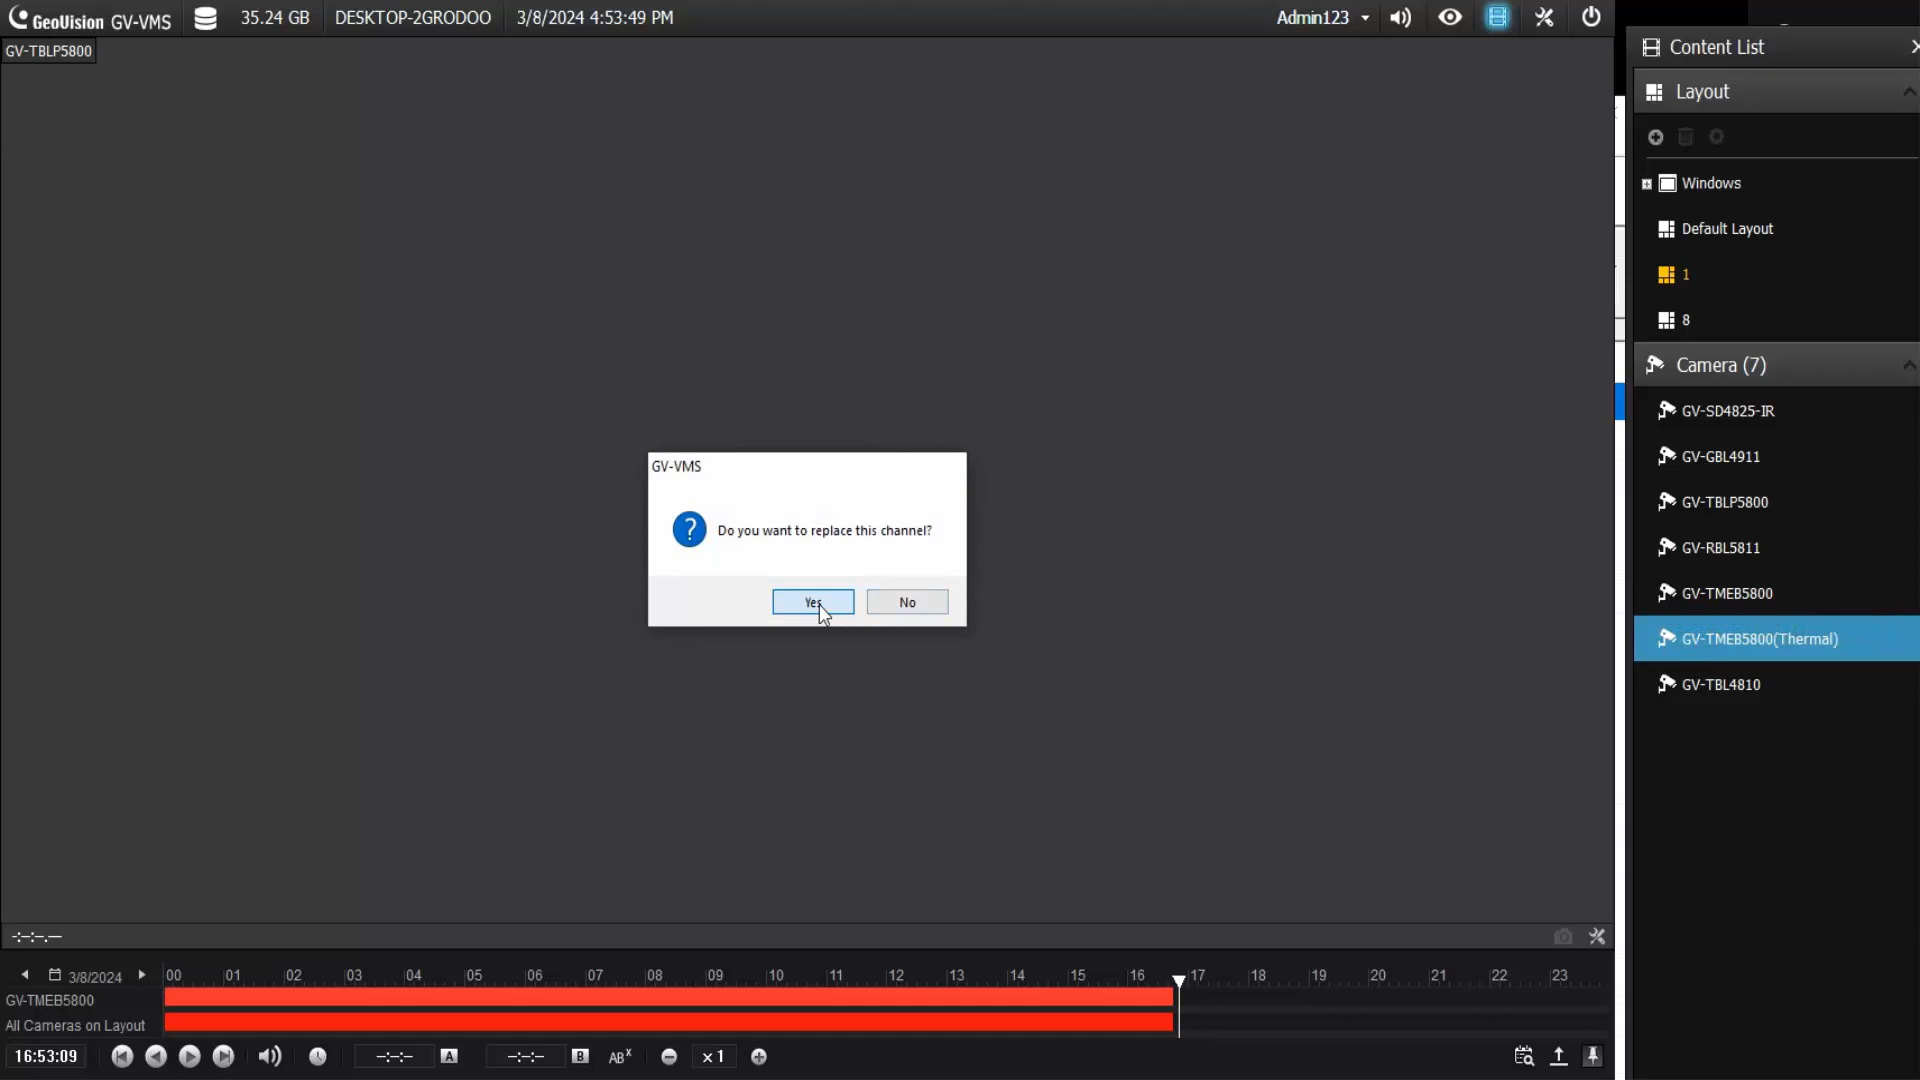 GeoVision GV-VMS 35.24 GB DESKTOP-2GRODOO 3/8/2024 4:53:49 PM Admin123
GV-TBLP5800
Content List
Layout
Windows
Default Layout
1
8
Camera (7)
GV-SD4825-IR
GV-GBL4911
GV-TBLP5800
GV-RBL5811
GV-TMEB5800
GV-TMEB5800(Thermal)
GV-TBL4810
GV-VMS
? Do you want to replace this channel?
Yes No
--:--:--.---
3/8/2024 00 01 02 03 04 05 06 07 08 09 10 11 12 13 14 15 16 17 18 19 20 21 22 23
GV-TMEB5800
All Cameras on Layout
16:53:09 --:--:-- A --:--:-- B ABX x 1